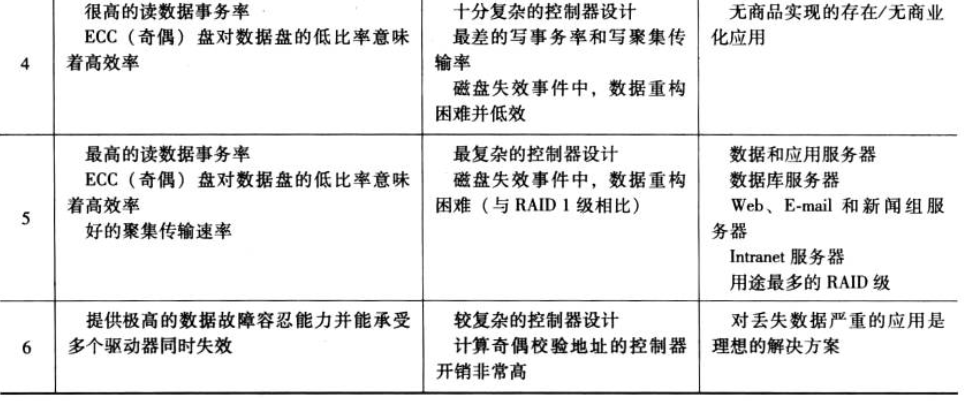 4
很高的读数据事务率
ECC（奇偶）盘对数据盘的低比率意味
着高效率
十分复杂的控制器设计
最差的写事务率和写聚集传
输率
磁盘失效事件中，数据重构
困难并低效
无商品实现的存在/无商业
化应用
5
最高的读数据事务率
ECC（奇偶）盘对数据盘的低比率意味
着高效率
好的聚集传输速率
最复杂的控制器设计
磁盘失效事件中，数据重构
困难（与 RAID 1 级相比）
数据和应用服务器
数据库服务器
Web、E-mail 和新闻组服
务器
Intranet 服务器
用途最多的 RAID 级
6
提供极高的数据故障容忍能力并能承受
多个驱动器同时失效
较复杂的控制器设计
计算奇偶校验地址的控制器
开销非常高
对丢失数据严重的应用是
理想的解决方案